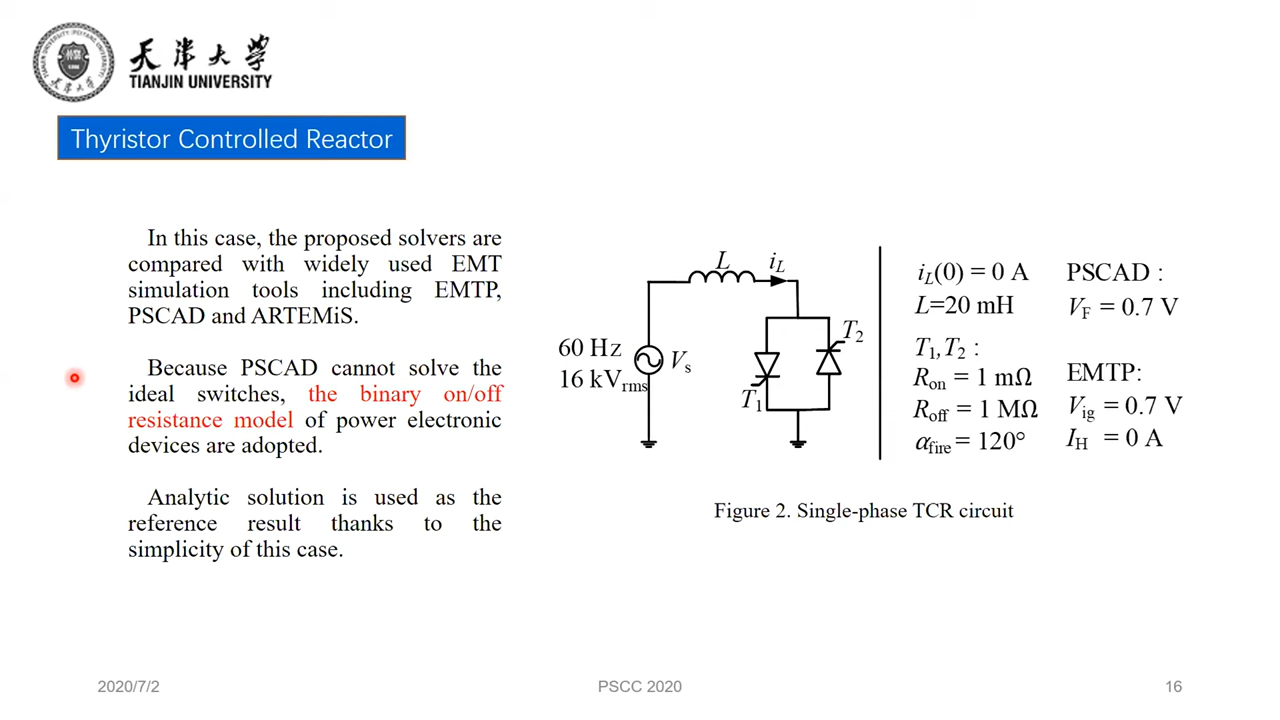 天津大学
TIANJIN UNIVERSITY
Thyristor Controlled Reactor
In this case, the proposed solvers are
compared with widely used EMT
simulation tools including EMTP,
PSCAD and ARTEMiS.
Because PSCAD cannot solve the
ideal switches, the binary on/off
resistance model of power electronic
devices are adopted.
Analytic solution is used as the
reference result thanks to the
simplicity of this case.
L
iL
60 Hz
16 kVrms
Vs
T1
T2
iL(0) = 0 A
L=20 mH
T1,T2 :
Ron = 1 mΩ
Roff = 1 MΩ
αfire = 120°
PSCAD :
VF = 0.7 V
EMTP:
Vig = 0.7 V
IH = 0 A
Figure 2. Single-phase TCR circuit
2020/7/2
PSCC 2020
16